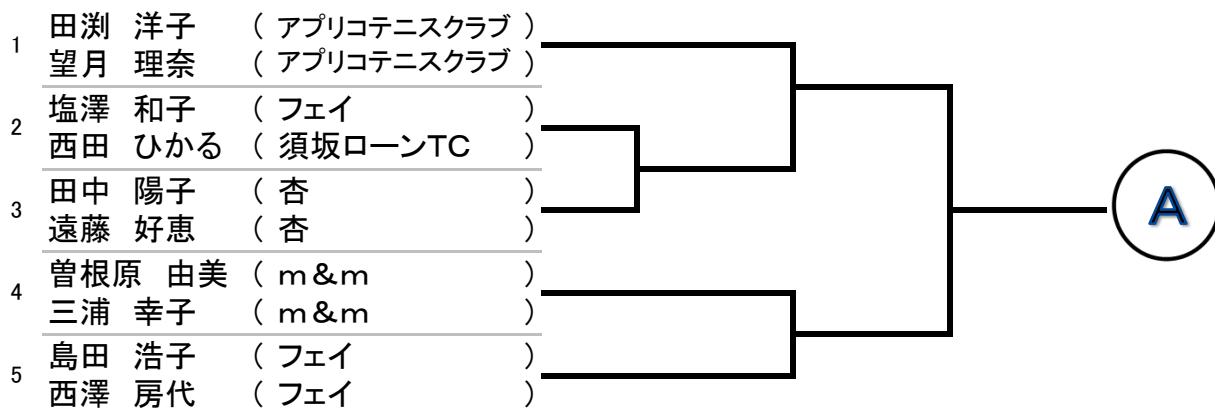 1 田渕 洋子 ( アプリコテニスクラブ )
望月 理奈 ( アプリコテニスクラブ )
2 塩澤 和子 ( フェイ )
西田 ひかる ( 須坂ローンTC )
3 田中 陽子 ( 杏 )
遠藤 好恵 ( 杏 )
4 曽根原 由美 ( m&m )
三浦 幸子 ( m&m )
5 島田 浩子 ( フェイ )
西澤 房代 ( フェイ )
A